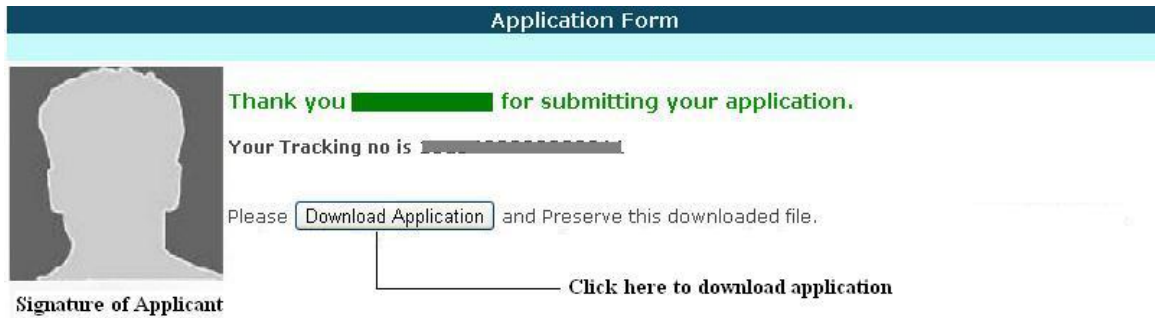 Application Form
Thank you for submitting your application.
Your Tracking no is
Please Download Application and Preserve this downloaded file.
Click here to download application
Signature of Applicant